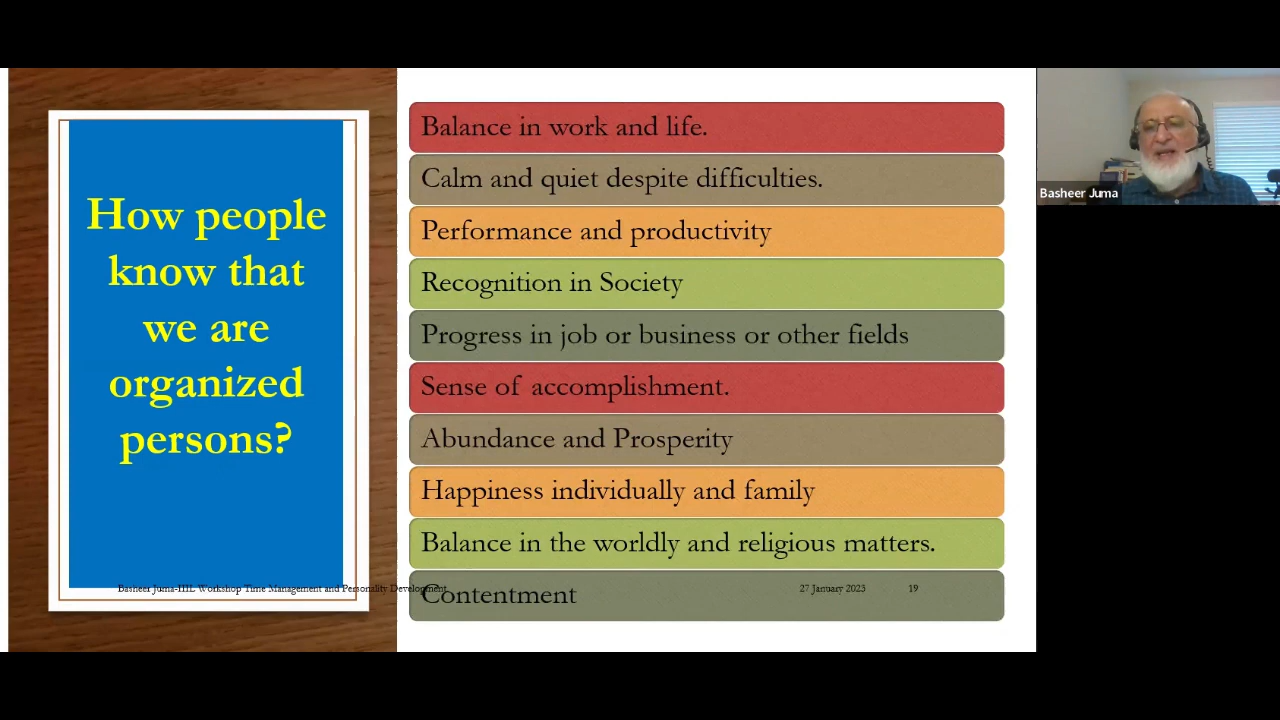 How people
know that
we are
organized
persons?
Balance in work and life.
Calm and quiet despite difficulties.
Performance and productivity
Recognition in Society
Progress in job or business or other fields
Sense of accomplishment.
Abundance and Prosperity
Happiness individually and family
Balance in the worldly and religious matters.
Contentment
Basheer Juma-IIIL Workshop Time Management and Personality Development
27 January 2023
19
Basheer Juma